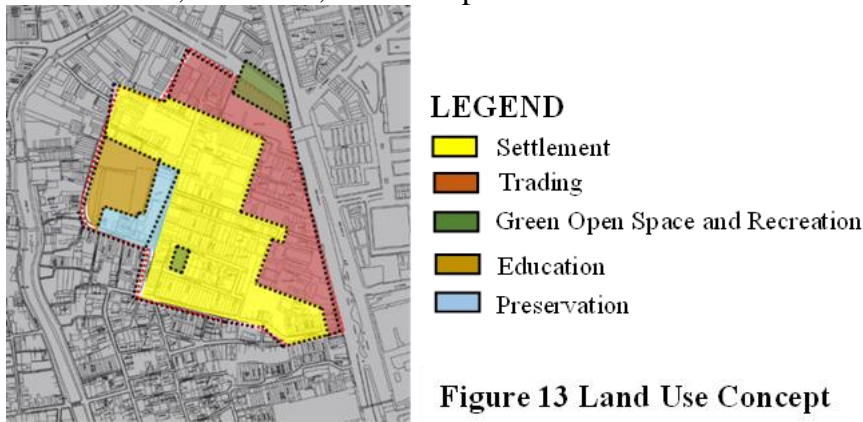 LEGEND
Settlement
Trading
Green Open Space and Recreation
Education
Preservation
Figure 13 Land Use Concept